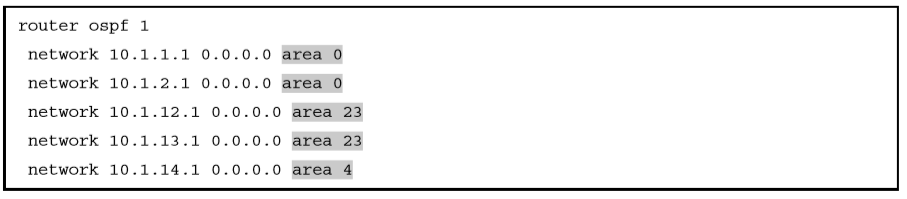 router ospf 1
network 10.1.1.1 0.0.0.0 area 0
network 10.1.2.1 0.0.0.0 area 0
network 10.1.12.1 0.0.0.0 area 23
network 10.1.13.1 0.0.0.0 area 23
network 10.1.14.1 0.0.0.0 area 4